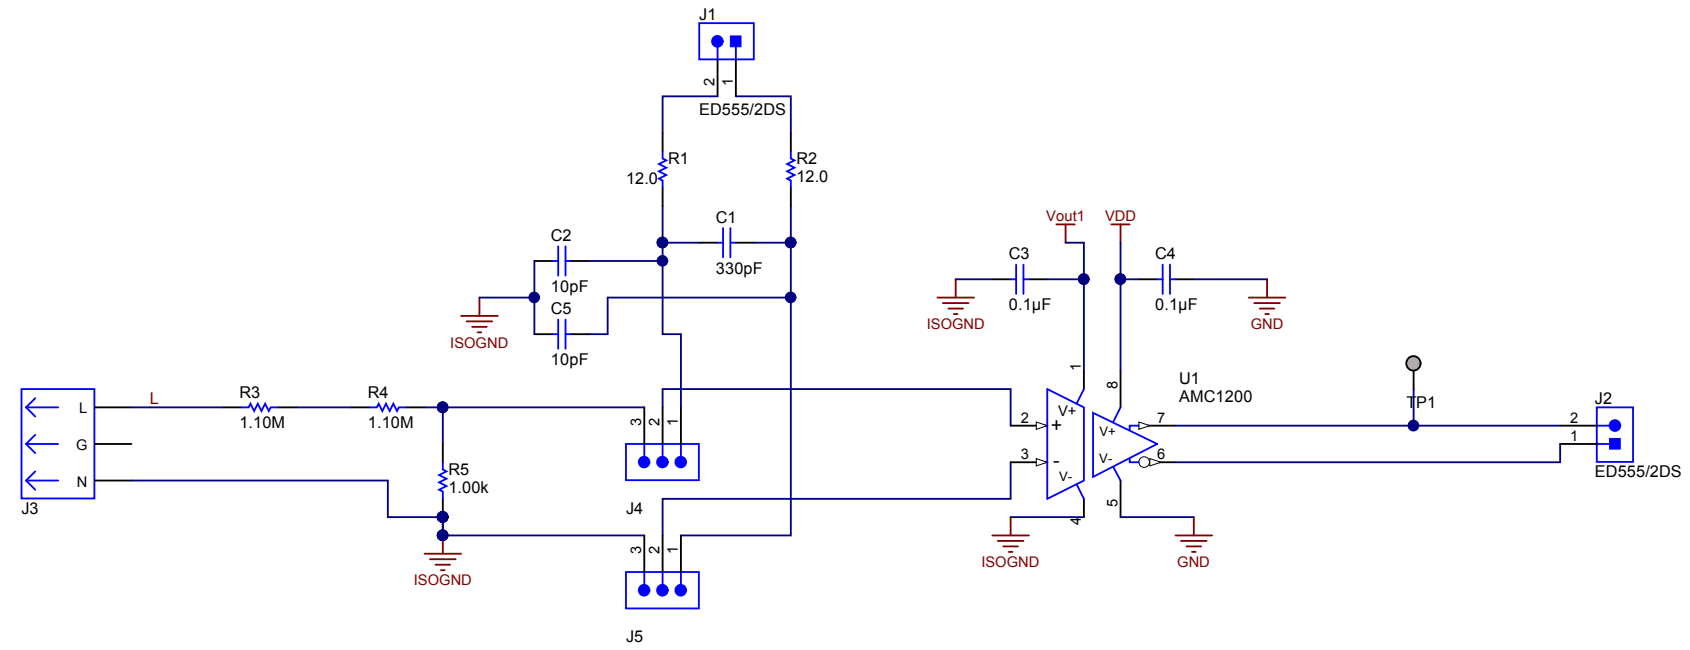 J1
2
1
ED555/2DS
R1
12.0
R2
12.0
C1
330pF
C2
10pF
C5
10pF
ISOGND
Vout1
VDD
C3
0.1µF
C4
0.1µF
ISOGND
GND
L
G
N
J3
L
R3
1.10M
R4
1.10M
R5
1.00k
ISOGND
3
2
1
J4
3
2
1
J5
1
8
U1
AMC1200
2
+
V+
3
-
V-
V+
V-
7
6
4
5
ISOGND
GND
TP1
J2
2
1
ED555/2DS